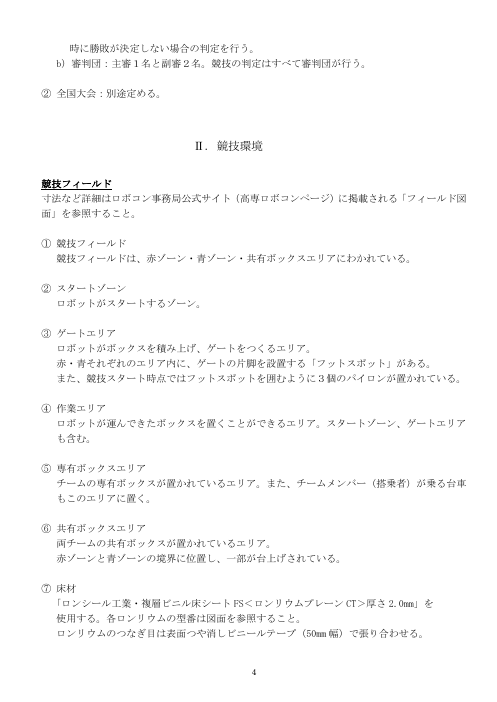 時に勝敗が決定しない場合の判定を行う。
b) 審判団：主審１名と副審２名。競技の判定はすべて審判団が行う。
② 全国大会：別途定める。
Ⅱ．競技環境
競技フィールド
寸法など詳細はロボコン事務局公式サイト（高専ロボコンページ）に掲載される「フィールド図
面」を参照すること。
① 競技フィールド
競技フィールドは、赤ゾーン・青ゾーン・共有ボックスエリアにわかれている。
② スタートゾーン
ロボットがスタートするゾーン。
③ ゲートエリア
ロボットがボックスを積み上げ、ゲートをつくるエリア。
赤・青それぞれのエリア内に、ゲートの片脚を設置する「フットスポット」がある。
また、競技スタート時点ではフットスポットを囲むように３個のパイロンが置かれている。
④ 作業エリア
ロボットが運んできたボックスを置くことができるエリア。スタートゾーン、ゲートエリア
も含む。
⑤ 専有ボックスエリア
チームの専有ボックスが置かれているエリア。また、チームメンバー（搭乗者）が乗る台車
もこのエリアに置く。
⑥ 共有ボックスエリア
両チームの共有ボックスが置かれているエリア。
赤ゾーンと青ゾーンの境界に位置し、一部が台上げされている。
⑦ 床材
「ロンシール工業・複層ビニル床シート FS＜ロンリウムプレーン CT＞厚さ 2.0mm」を
使用する。各ロンリウムの型番は図面を参照すること。
ロンリウムのつなぎ目は表面つや消しビニールテープ（50mm 幅）で張り合わせる。
4